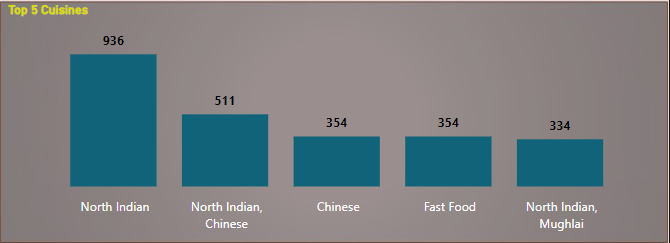 Top 5 Cuisines
936
511
354
354
334
North Indian
North Indian,
Chinese
Chinese
Fast Food
North Indian,
Mughlai